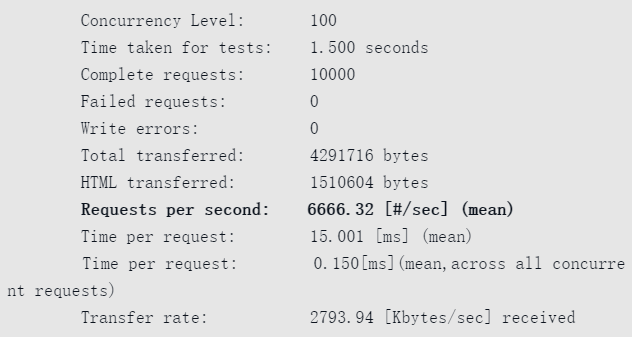 Concurrency Level: 100
Time taken for tests: 1.500 seconds
Complete requests: 10000
Failed requests: 0
Write errors: 0
Total transferred: 4291716 bytes
HTML transferred: 1510604 bytes
Requests per second: 6666.32 [#/sec] (mean)
Time per request: 15.001 [ms] (mean)
Time per request: 0.150[ms](mean,across all concurre
nt requests)
Transfer rate: 2793.94 [Kbytes/sec] received